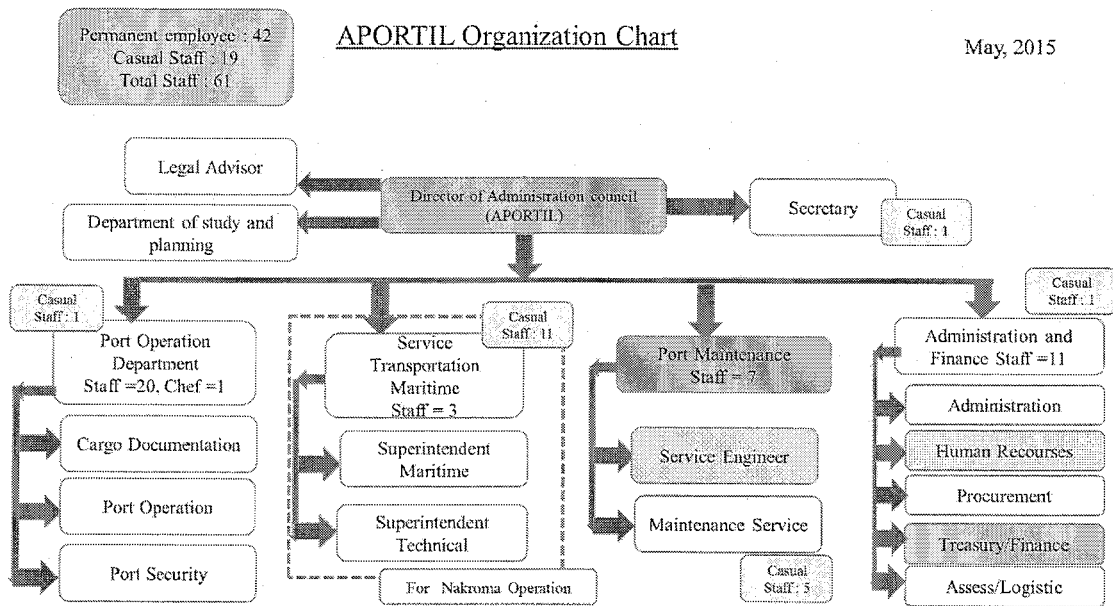 Permanent employee : 42
Casual Staff : 19
Total Staff : 61
APORTIL Organization Chart
May, 2015
Legal Advisor
Director of Administration council
(APORTIL)
Secretary
Casual
Staff : 1
Department of study and
planning
Casual
Staff : 1
Port Operation
Department
Staff =20, Chef =1
Cargo Documentation
Port Operation
Port Security
Casual
Staff : 11
Service
Transportation
Maritime
Staff = 3
Superintendent
Maritime
Superintendent
Technical
For Nakroma Operation
Port Maintenance
Staff = 7
Service Engineer
Maintenance Service
Casual
Staff : 5
Casual
Staff : 1
Administration and
Finance Staff =11
Administration
Human Recourses
Procurement
Treasury/Finance
Assess/Logistic